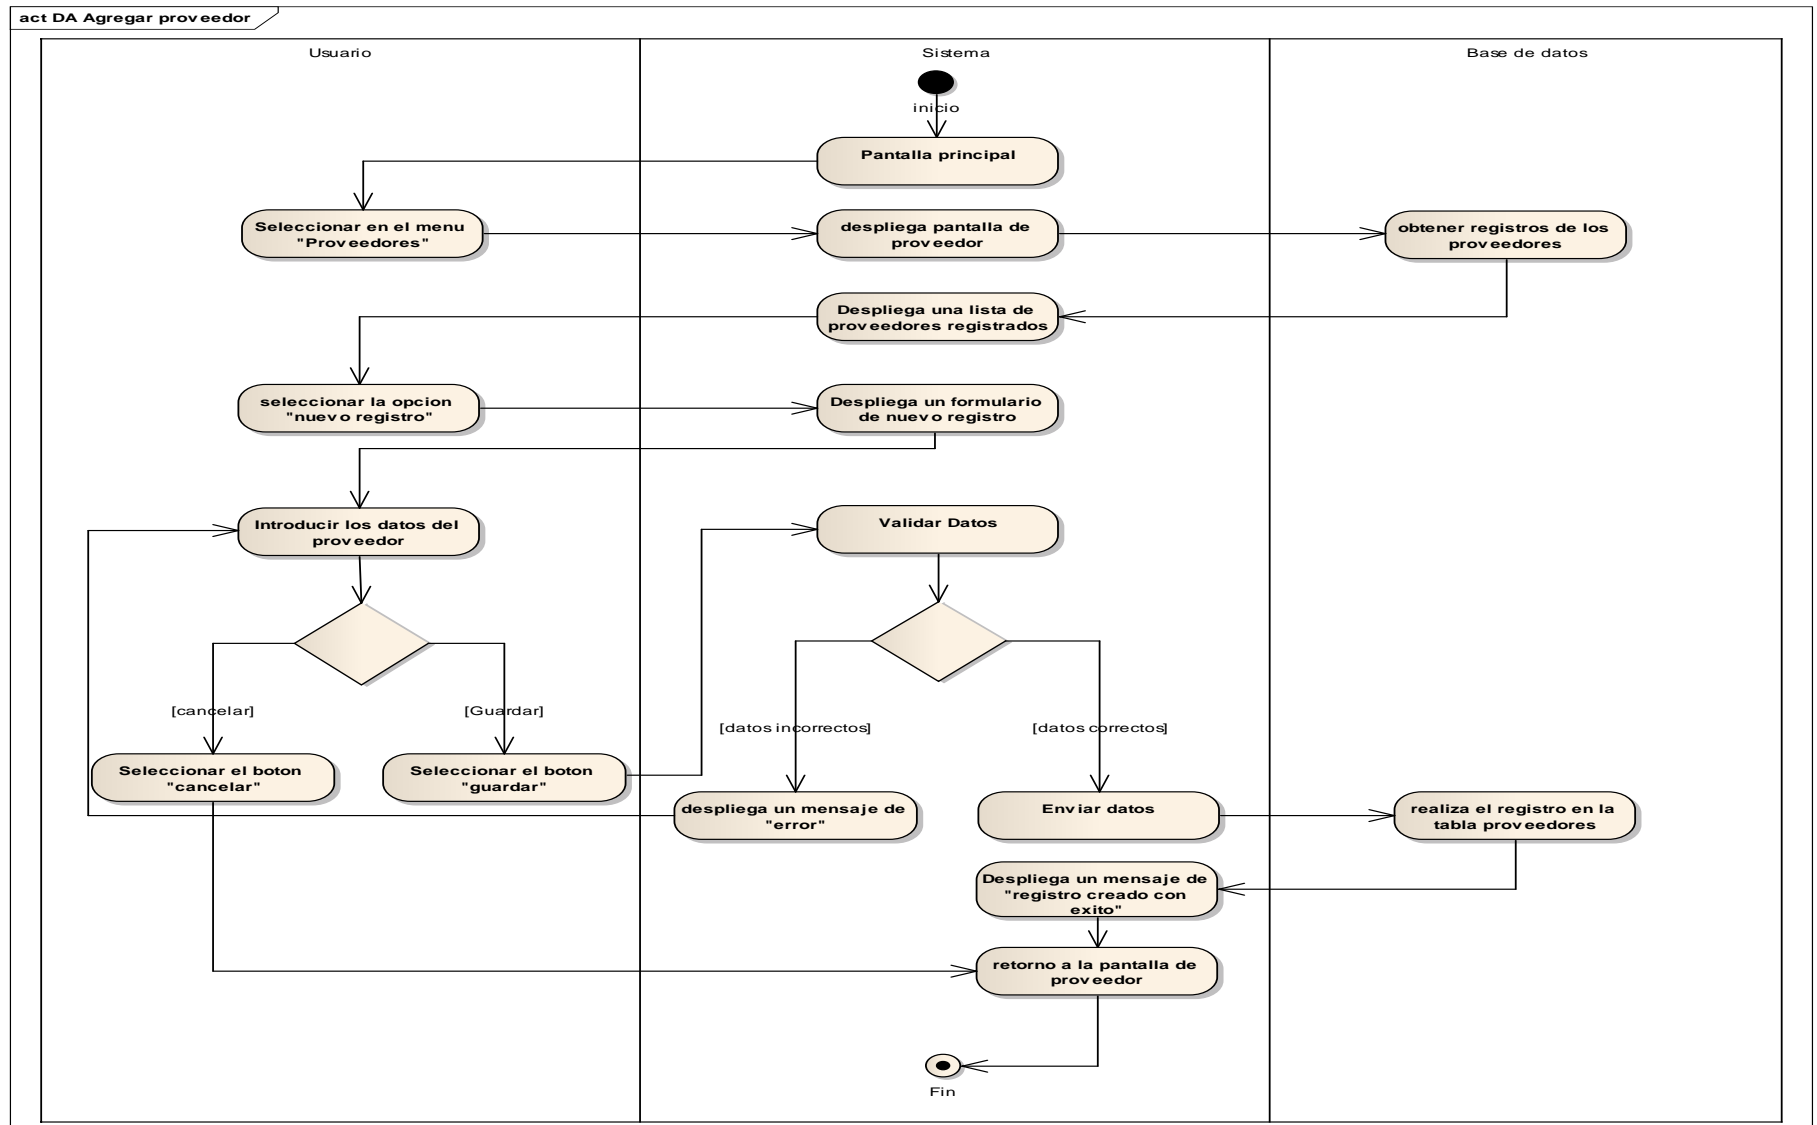 act DA Agregar proveedor
Usuario
Sistema
Base de datos
inicio
Pantalla principal
Seleccionar en el menu
"Proveedores"
despliega pantalla de
proveedor
obtener registros de los
proveedores
Despliega una lista de
proveedores registrados
seleccionar la opcion
"nuevo registro"
Despliega un formulario
de nuevo registro
Introducir los datos del
proveedor
Validar Datos
[cancelar]
[Guardar]
[datos incorrectos]
[datos correctos]
Seleccionar el boton
"cancelar"
Seleccionar el boton
"guardar"
despliega un mensaje de
"error"
Enviar datos
realiza el registro en la
tabla proveedores
Despliega un mensaje de
"registro creado con
exito"
retorno a la pantalla de
proveedor
Fin